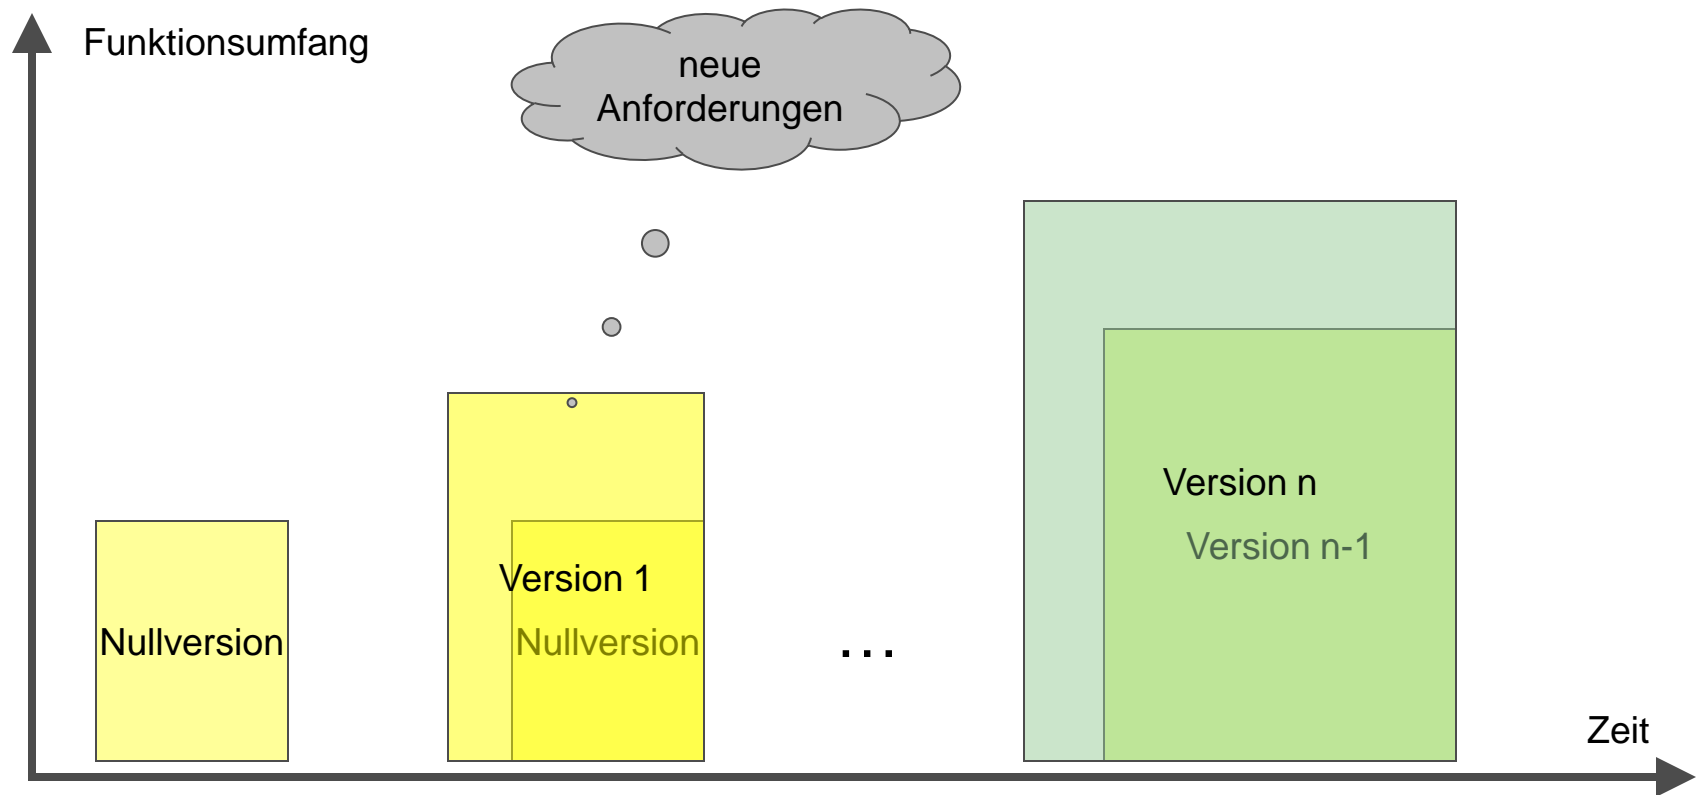 Funktionsumfang
neue
Anforderungen
Nullversion
Version 1
Nullversion
…
Version n
Version n-1
Zeit